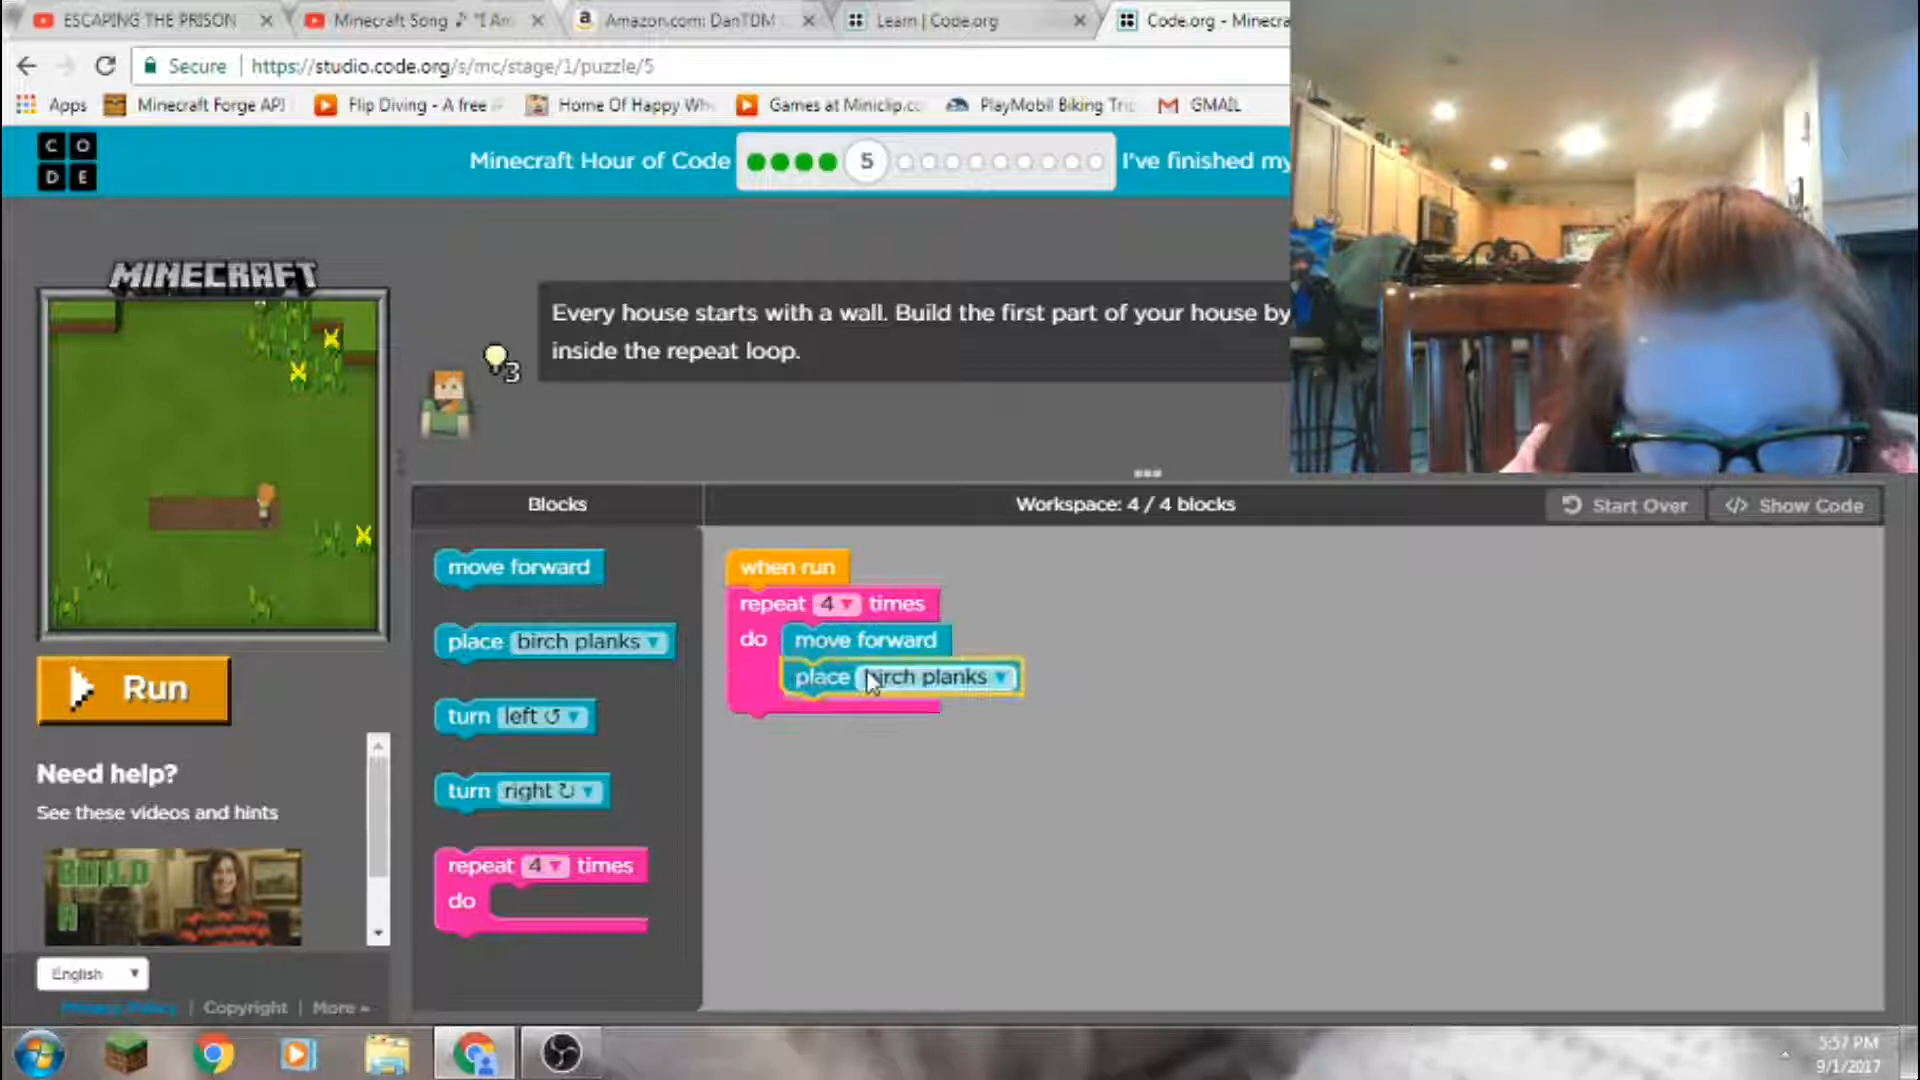 ESCAPING THE PRISON
Minecraft Song ♪ "I Am
Amazon.com: DanTDM
Learn | Code.org
Code.org - Minecra
Secure | https://studio.code.org/s/mc/stage/1/puzzle/5
Apps
Minecraft Forge API
Flip Diving - A free
Home Of Happy Wh
Games at Miniclip.co
PlayMobil Biking Tri
GMAIL
CODE
Minecraft Hour of Code
5
I've finished my
MINECRAFT
Every house starts with a wall. Build the first part of your house by
inside the repeat loop.
3
Blocks
Workspace: 4 / 4 blocks
Start Over
</> Show Code
move forward
place birch planks
turn left ↺
turn right ↻
repeat 4 times
do
when run
repeat 4 times
do move forward
place birch planks
Run
Need help?
See these videos and hints
BUILD
A
English
Privacy Policy | Copyright | More
5:57 PM
9/1/2017